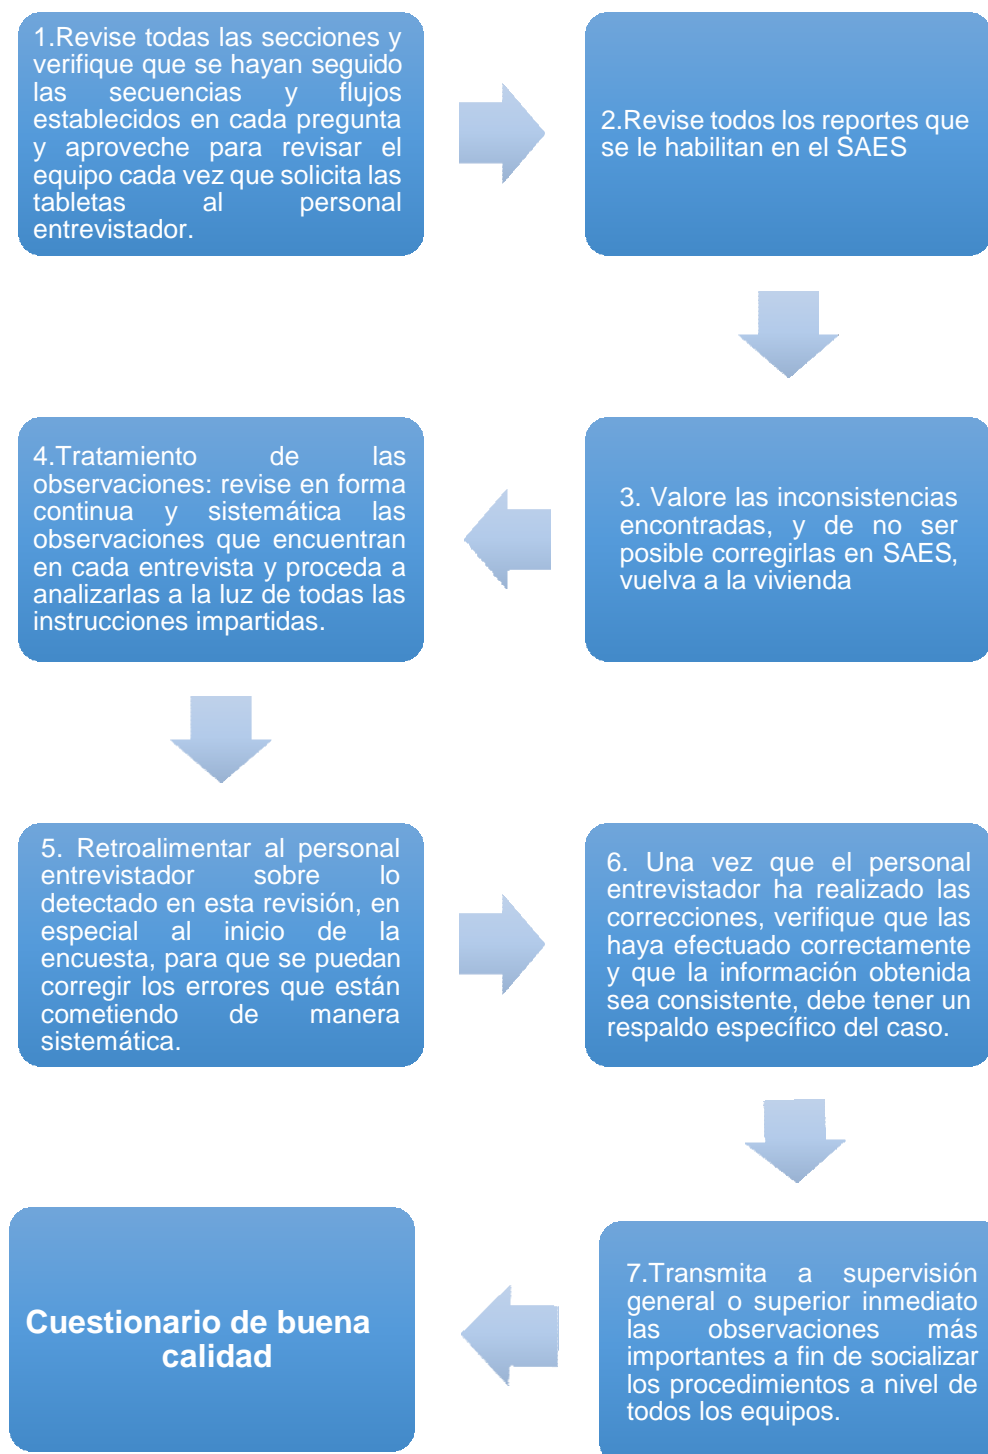 1.Revise todas las secciones y
verifique que se hayan seguido
las secuencias y flujos
establecidos en cada pregunta
y aproveche para revisar el
equipo cada vez que solicita las
tabletas al personal
entrevistador.
2.Revise todos los reportes que
se le habilitan en el SAES
3. Valore las inconsistencias
encontradas, y de no ser
posible corregirlas en SAES,
vuelva a la vivienda
4.Tratamiento de las
observaciones: revise en forma
continua y sistemática las
observaciones que encuentran
en cada entrevista y proceda a
analizarlas a la luz de todas las
instrucciones impartidas.
5. Retroalimentar al personal
entrevistador sobre lo
detectado en esta revisión, en
especial al inicio de la
encuesta, para que se puedan
corregir los errores que están
cometiendo de manera
sistemática.
6. Una vez que el personal
entrevistador ha realizado las
correcciones, verifique que las
haya efectuado correctamente
y que la información obtenida
sea consistente, debe tener un
respaldo específico del caso.
7.Transmita a supervisión
general o superior inmediato
las observaciones más
importantes a fin de socializar
los procedimientos a nivel de
todos los equipos.
Cuestionario de buena
calidad